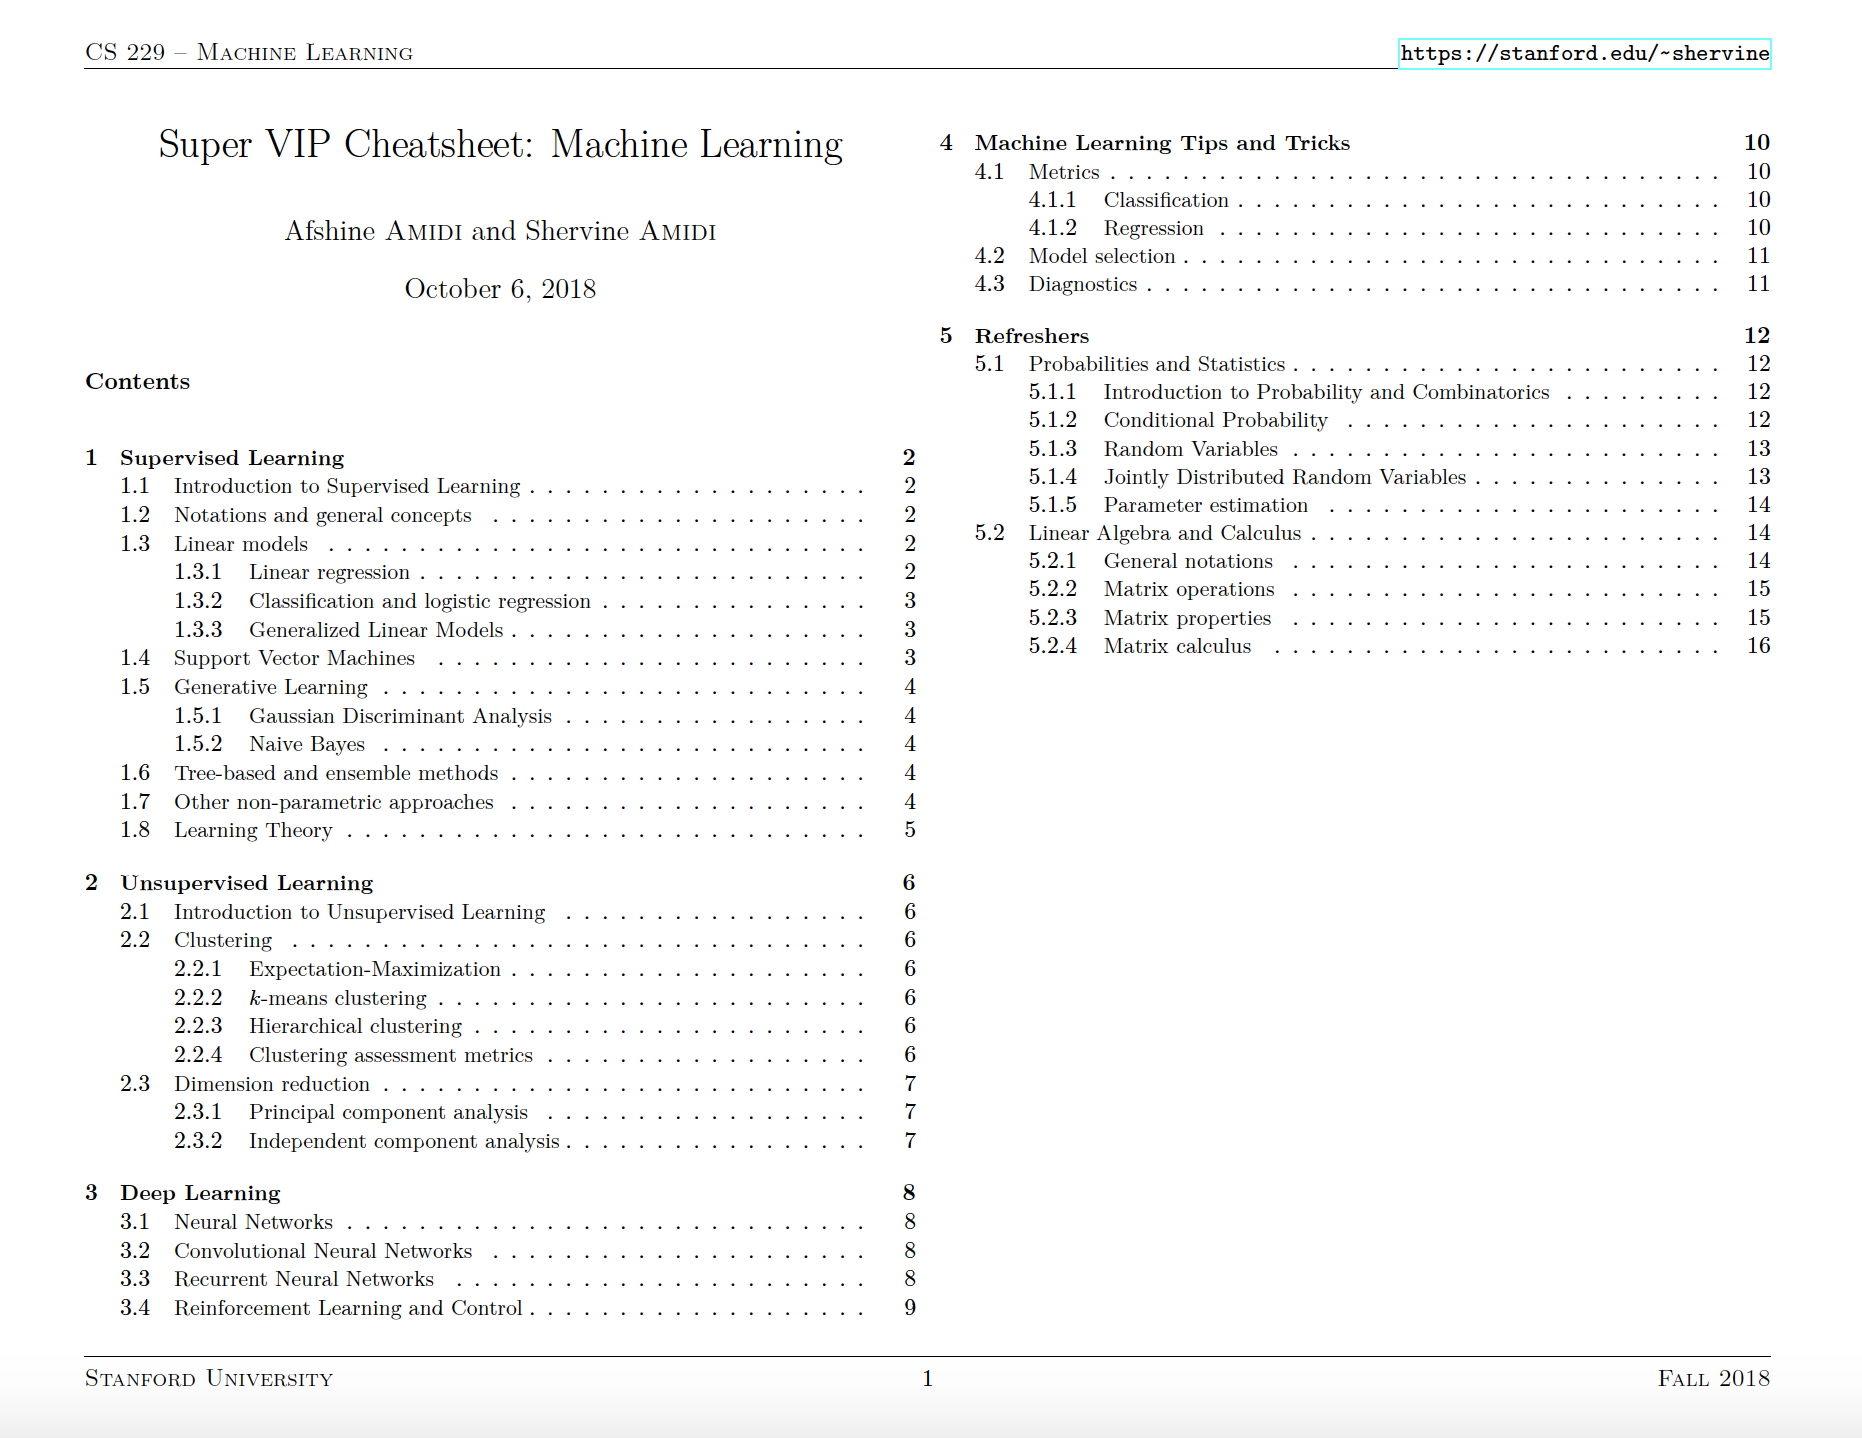 CS 229 – Machine Learning https://stanford.edu/~shervine
Super VIP Cheatsheet: Machine Learning
Afshine Amidi and Shervine Amidi
October 6, 2018
Contents
1 Supervised Learning 2
1.1 Introduction to Supervised Learning . . . . . . . . . . . . . . . . . . . 2
1.2 Notations and general concepts . . . . . . . . . . . . . . . . . . . . . 2
1.3 Linear models . . . . . . . . . . . . . . . . . . . . . . . . . . . . . . 2
1.3.1 Linear regression . . . . . . . . . . . . . . . . . . . . . . . . . 2
1.3.2 Classification and logistic regression . . . . . . . . . . . . . . . 3
1.3.3 Generalized Linear Models . . . . . . . . . . . . . . . . . . . . 3
1.4 Support Vector Machines . . . . . . . . . . . . . . . . . . . . . . . . 3
1.5 Generative Learning . . . . . . . . . . . . . . . . . . . . . . . . . . . 4
1.5.1 Gaussian Discriminant Analysis . . . . . . . . . . . . . . . . . 4
1.5.2 Naive Bayes . . . . . . . . . . . . . . . . . . . . . . . . . . . 4
1.6 Tree-based and ensemble methods . . . . . . . . . . . . . . . . . . . . 4
1.7 Other non-parametric approaches . . . . . . . . . . . . . . . . . . . . 4
1.8 Learning Theory . . . . . . . . . . . . . . . . . . . . . . . . . . . . . 5
2 Unsupervised Learning 6
2.1 Introduction to Unsupervised Learning . . . . . . . . . . . . . . . . . 6
2.2 Clustering . . . . . . . . . . . . . . . . . . . . . . . . . . . . . . . . 6
2.2.1 Expectation-Maximization . . . . . . . . . . . . . . . . . . . . 6
2.2.2 k-means clustering . . . . . . . . . . . . . . . . . . . . . . . . 6
2.2.3 Hierarchical clustering . . . . . . . . . . . . . . . . . . . . . . 6
2.2.4 Clustering assessment metrics . . . . . . . . . . . . . . . . . . 6
2.3 Dimension reduction . . . . . . . . . . . . . . . . . . . . . . . . . . . 7
2.3.1 Principal component analysis . . . . . . . . . . . . . . . . . . 7
2.3.2 Independent component analysis . . . . . . . . . . . . . . . . . 7
3 Deep Learning 8
3.1 Neural Networks . . . . . . . . . . . . . . . . . . . . . . . . . . . . . 8
3.2 Convolutional Neural Networks . . . . . . . . . . . . . . . . . . . . . 8
3.3 Recurrent Neural Networks . . . . . . . . . . . . . . . . . . . . . . . 8
3.4 Reinforcement Learning and Control . . . . . . . . . . . . . . . . . . . 9
4 Machine Learning Tips and Tricks 10
4.1 Metrics . . . . . . . . . . . . . . . . . . . . . . . . . . . . . . . . . . 10
4.1.1 Classification . . . . . . . . . . . . . . . . . . . . . . . . . . . 10
4.1.2 Regression . . . . . . . . . . . . . . . . . . . . . . . . . . . . 10
4.2 Model selection . . . . . . . . . . . . . . . . . . . . . . . . . . . . . . 11
4.3 Diagnostics . . . . . . . . . . . . . . . . . . . . . . . . . . . . . . . . 11
5 Refreshers 12
5.1 Probabilities and Statistics . . . . . . . . . . . . . . . . . . . . . . . . 12
5.1.1 Introduction to Probability and Combinatorics . . . . . . . . . 12
5.1.2 Conditional Probability . . . . . . . . . . . . . . . . . . . . . 12
5.1.3 Random Variables . . . . . . . . . . . . . . . . . . . . . . . . 13
5.1.4 Jointly Distributed Random Variables . . . . . . . . . . . . . . 13
5.1.5 Parameter estimation . . . . . . . . . . . . . . . . . . . . . . 14
5.2 Linear Algebra and Calculus . . . . . . . . . . . . . . . . . . . . . . . 14
5.2.1 General notations . . . . . . . . . . . . . . . . . . . . . . . . 14
5.2.2 Matrix operations . . . . . . . . . . . . . . . . . . . . . . . . 15
5.2.3 Matrix properties . . . . . . . . . . . . . . . . . . . . . . . . 15
5.2.4 Matrix calculus . . . . . . . . . . . . . . . . . . . . . . . . . 16
Stanford University 1 Fall 2018